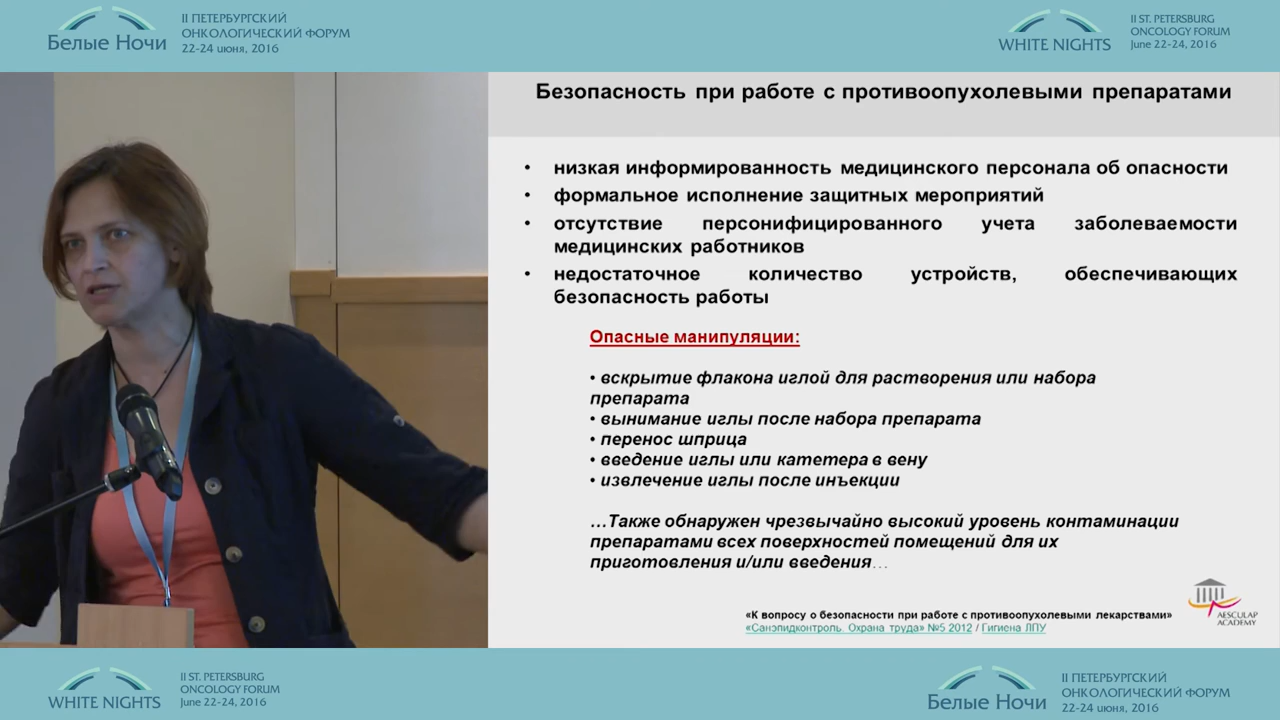 Белые Ночи
II ПЕТЕРБУРГСКИЙ
ОНКОЛОГИЧЕСКИЙ ФОРУМ
22-24 июня, 2016
WHITE NIGHTS
II ST. PETERSBURG
ONCOLOGY FORUM
June 22-24, 2016
Безопасность при работе с противоопухолевыми препаратами
• низкая информированность медицинского персонала об опасности
• формальное исполнение защитных мероприятий
• отсутствие персонифицированного учета заболеваемости
медицинских работников
• недостаточное количество устройств, обеспечивающих
безопасность работы
Опасные манипуляции:
• вскрытие флакона иглой для растворения или набора
препарата
• вынимание иглы после набора препарата
• перенос шприца
• введение иглы или катетера в вену
• извлечение иглы после инъекции
…Также обнаружен чрезвычайно высокий уровень контаминации
препаратами всех поверхностей помещений для их
приготовления и/или введения…
«К вопросу о безопасности при работе с противоопухолевыми лекарствами»
«Санэпидконтроль. Охрана труда» №5 2012 / Гигиена ЛПУ
AESCULAP
ACADEMY
WHITE NIGHTS
II ST. PETERSBURG
ONCOLOGY FORUM
June 22-24, 2016
Белые Ночи
II ПЕТЕРБУРГСКИЙ
ОНКОЛОГИЧЕСКИЙ ФОРУМ
22-24 июня, 2016